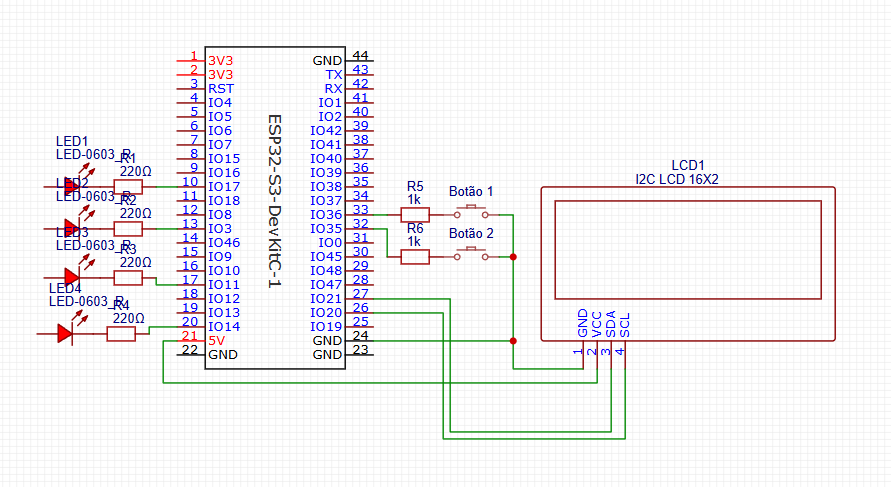 LED1
LED-0603_R
R1
220Ω
LED2
LED-0603_R
R2
220Ω
LED3
LED-0603_R
R3
220Ω
LED4
LED-0603_R
R4
220Ω
1 3V3
2 3V3
3 RST
4 IO4
5 IO5
6 IO6
7 IO7
8 IO15
9 IO16
10 IO17
11 IO18
12 IO8
13 IO3
14 IO46
15 IO9
16 IO10
17 IO11
18 IO12
19 IO13
20 IO14
21 5V
22 GND
ESP32-S3-DevKitC-1
GND 44
TX 43
RX 42
IO1 41
IO2 40
IO42 39
IO41 38
IO40 37
IO39 36
IO38 35
IO37 34
IO36 33
IO35 32
IO0 31
IO45 30
IO48 29
IO47 28
IO21 27
IO20 26
IO19 25
GND 24
GND 23
R5
1k
Botão 1
R6
1k
Botão 2
LCD1
I2C LCD 16X2
GND
VCC
SDA
SCL
1
2
3
4